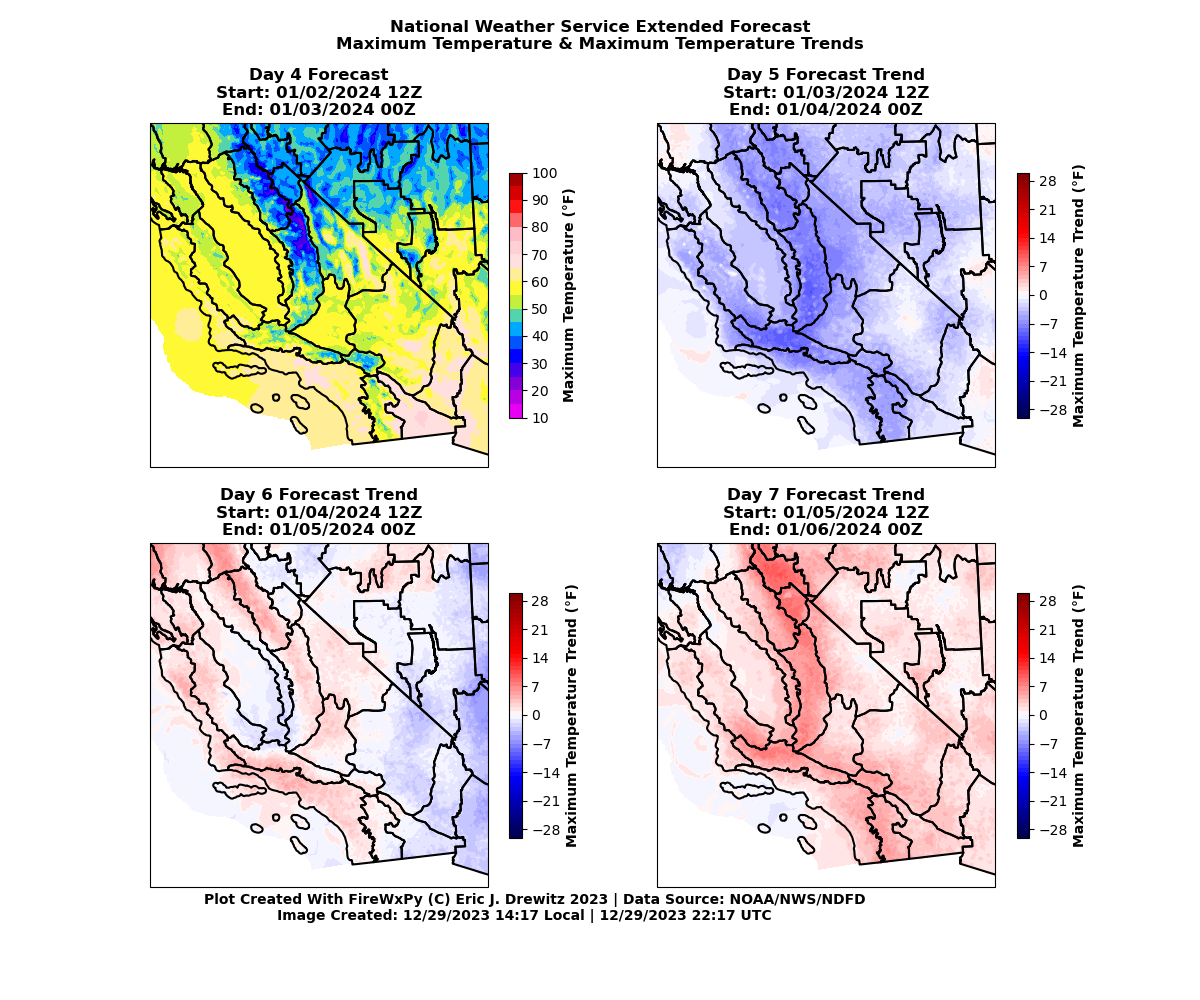 National Weather Service Extended Forecast
Maximum Temperature & Maximum Temperature Trends
Day 4 Forecast
Start: 01/02/2024 12Z
End: 01/03/2024 00Z
100
90
80
70
60
50
40
30
20
10
Maximum Temperature (°F)
Day 5 Forecast Trend
Start: 01/03/2024 12Z
End: 01/04/2024 00Z
28
21
14
7
0
−7
−14
−21
−28
Maximum Temperature Trend (°F)
Day 6 Forecast Trend
Start: 01/04/2024 12Z
End: 01/05/2024 00Z
28
21
14
7
0
−7
−14
−21
−28
Maximum Temperature Trend (°F)
Day 7 Forecast Trend
Start: 01/05/2024 12Z
End: 01/06/2024 00Z
28
21
14
7
0
−7
−14
−21
−28
Maximum Temperature Trend (°F)
Plot Created With FireWxPy (C) Eric J. Drewitz 2023 | Data Source: NOAA/NWS/NDFD
Image Created: 12/29/2023 14:17 Local | 12/29/2023 22:17 UTC